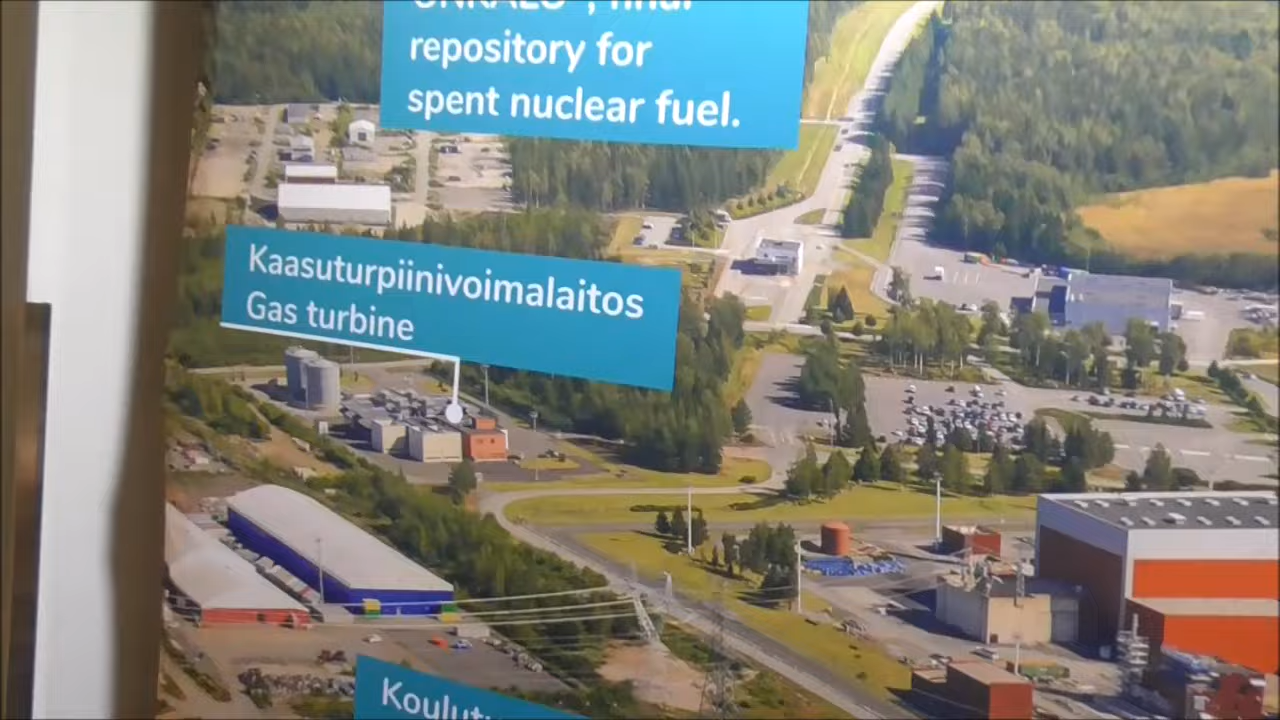 repository for
spent nuclear fuel.
Kaasuturpiinivoimalaitos
Gas turbine